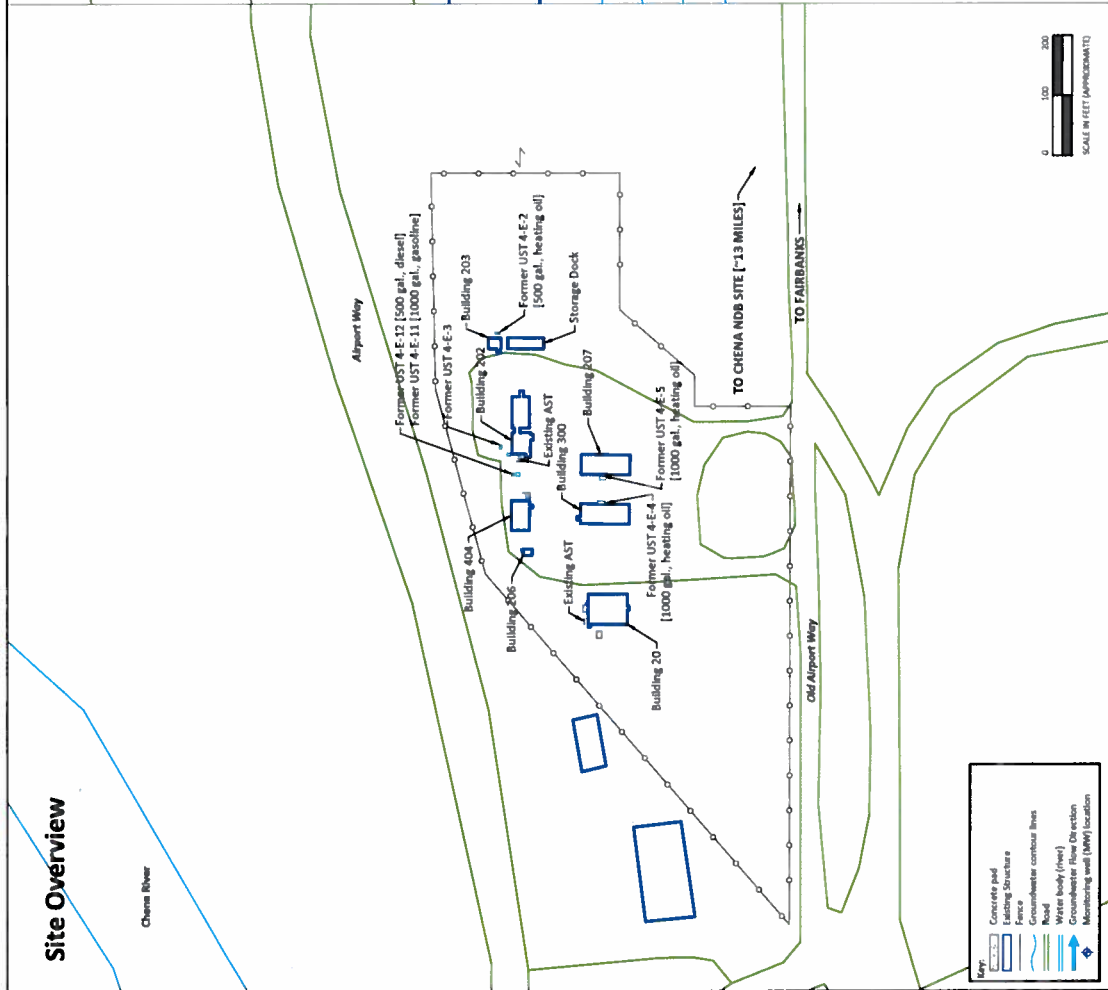 Site Overview
Chena River
Airport Way
Former UST 4-E-12 [500 gal., diesel]
Former UST 4-E-11 [1000 gal., gasoline]
Former UST 4-E-3
Building 202
Building 203
Former UST 4-E-2
[500 gal., heating oil]
Storage Dock
Existing AST
Building 300
Building 207
Building 404
Building 206
Existing AST
Building 20
Former UST 4-E-4
[1000 gal., heating oil]
Former UST 4-E-5
[1000 gal., heating oil]
TO CHENA NDB SITE [~13 MILES]
TO FAIRBANKS
Old Airport Way
Key:
Concrete pad
Existing Structure
Fence
Groundwater contour lines
Road
Water body (river)
Groundwater Flow Direction
Monitoring well (MW) location
0 100 200
SCALE IN FEET (APPROXIMATE)